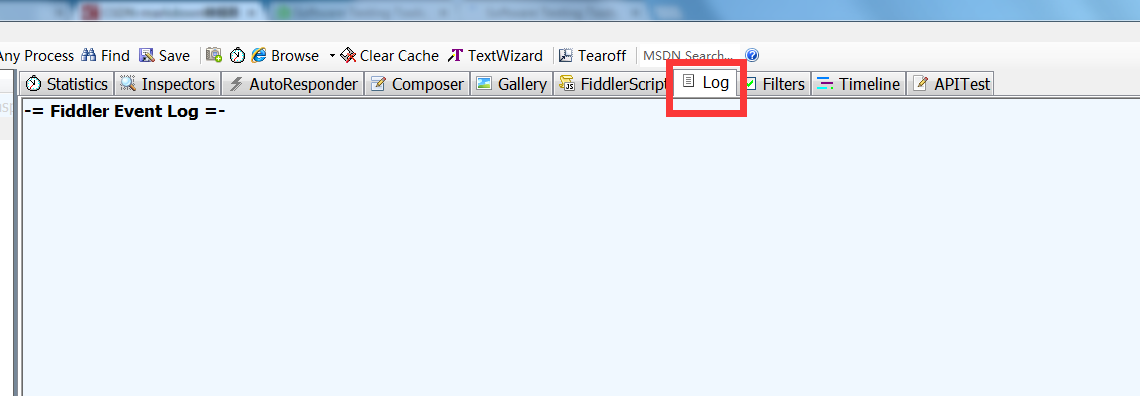 Any Process Find Save Browse Clear Cache TextWizard Tearoff MSDN Search...
Statistics Inspectors AutoResponder Composer Gallery FiddlerScript Log Filters Timeline APITest
-= Fiddler Event Log =-